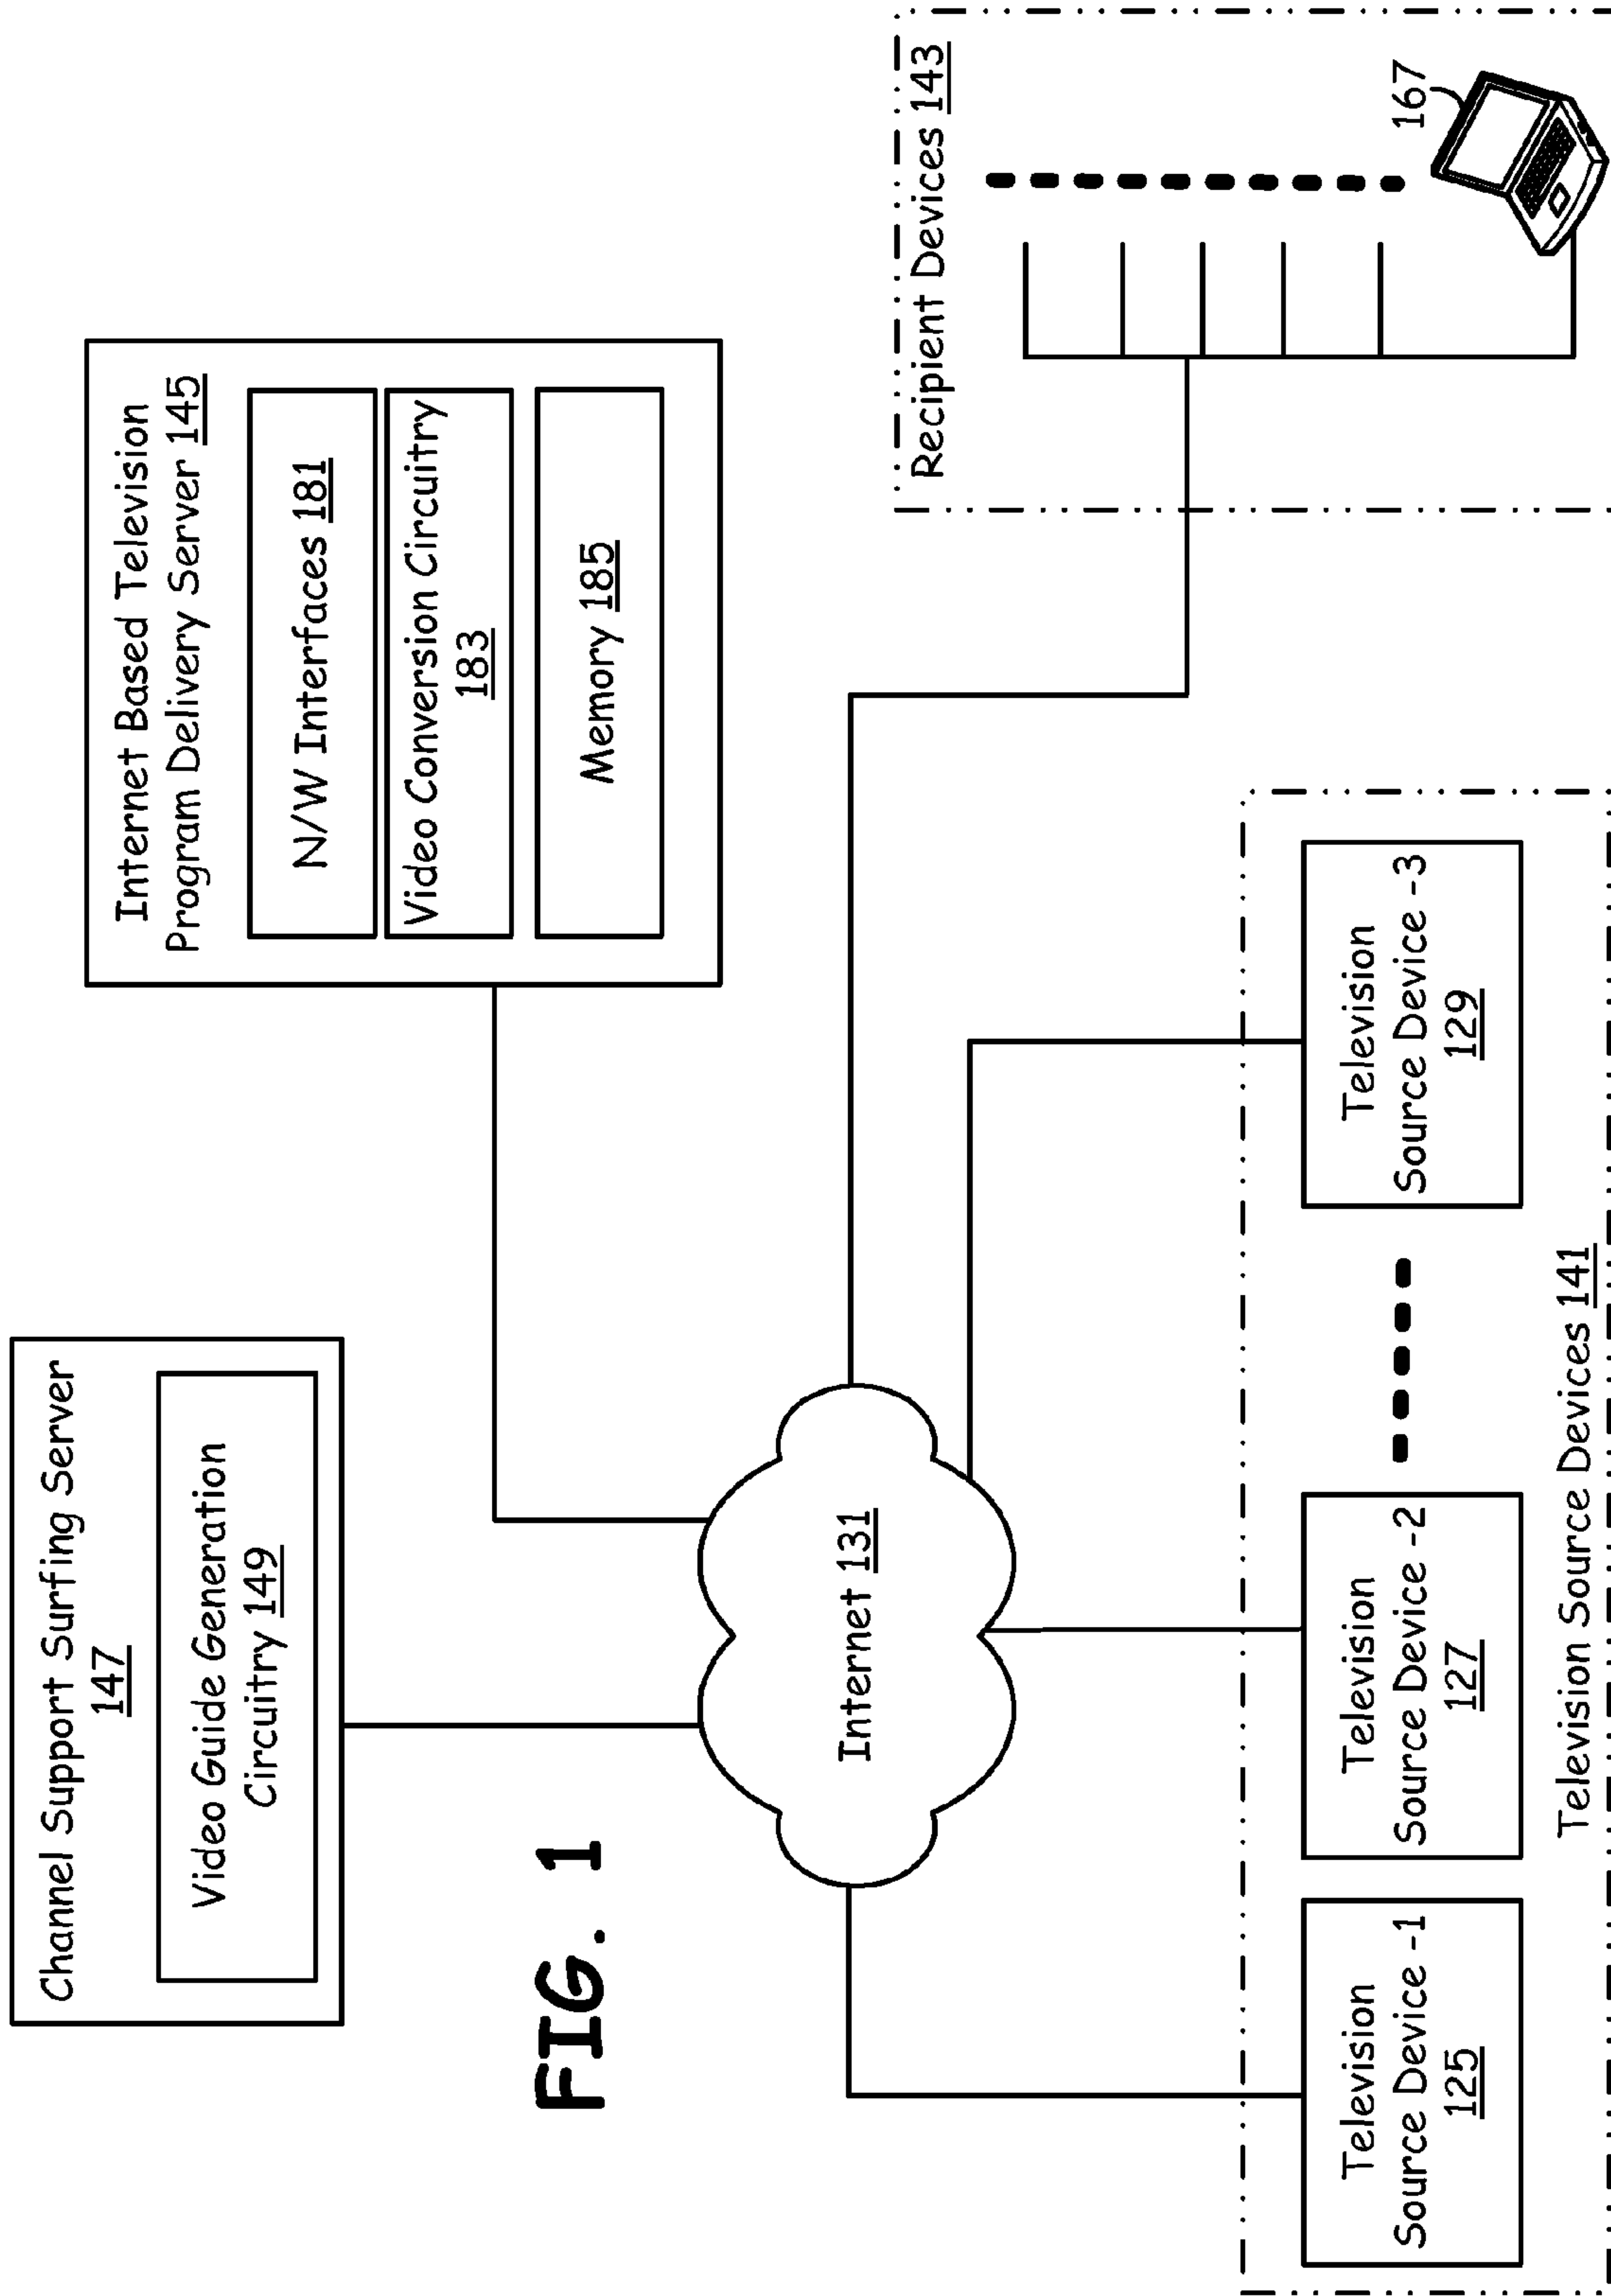 Channel Support Surfing Server
147
Video Guide Generation
Circuitry 149
Internet Based Television
Program Delivery Server 145
N/W Interfaces 181
Video Conversion Circuitry
183
Memory 185
FIG. 1
Internet 131
Recipient Devices 143
167
Television
Source Device -1
125
Television
Source Device -2
127
Television
Source Device -3
129
Television Source Devices 141